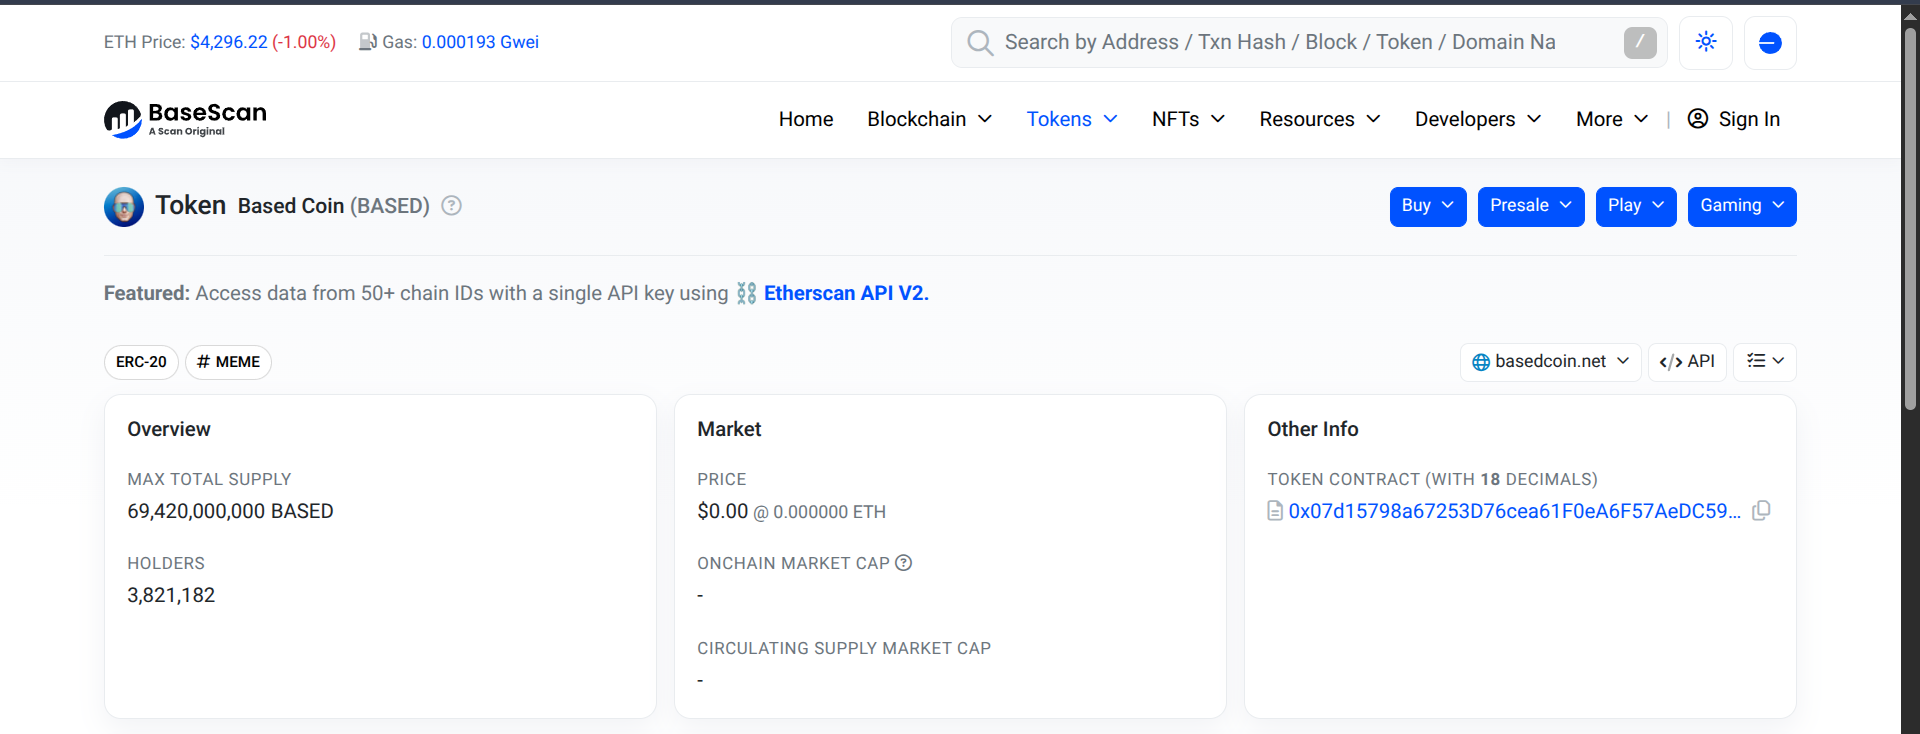 ETH Price: $4,296.22 (-1.00%) Gas: 0.000193 Gwei
Search by Address / Txn Hash / Block / Token / Domain Na /
BaseScan
A Scan Original
Home Blockchain Tokens NFTs Resources Developers More | Sign In
Token Based Coin (BASED) ?
Buy Presale Play Gaming
Featured: Access data from 50+ chain IDs with a single API key using Etherscan API V2.
ERC-20 # MEME
basedcoin.net </> API
Overview
MAX TOTAL SUPPLY
69,420,000,000 BASED
HOLDERS
3,821,182
Market
PRICE
$0.00 @ 0.000000 ETH
ONCHAIN MARKET CAP ?
-
CIRCULATING SUPPLY MARKET CAP
-
Other Info
TOKEN CONTRACT (WITH 18 DECIMALS)
0x07d15798a67253D76cea61F0eA6F57AeDC59...